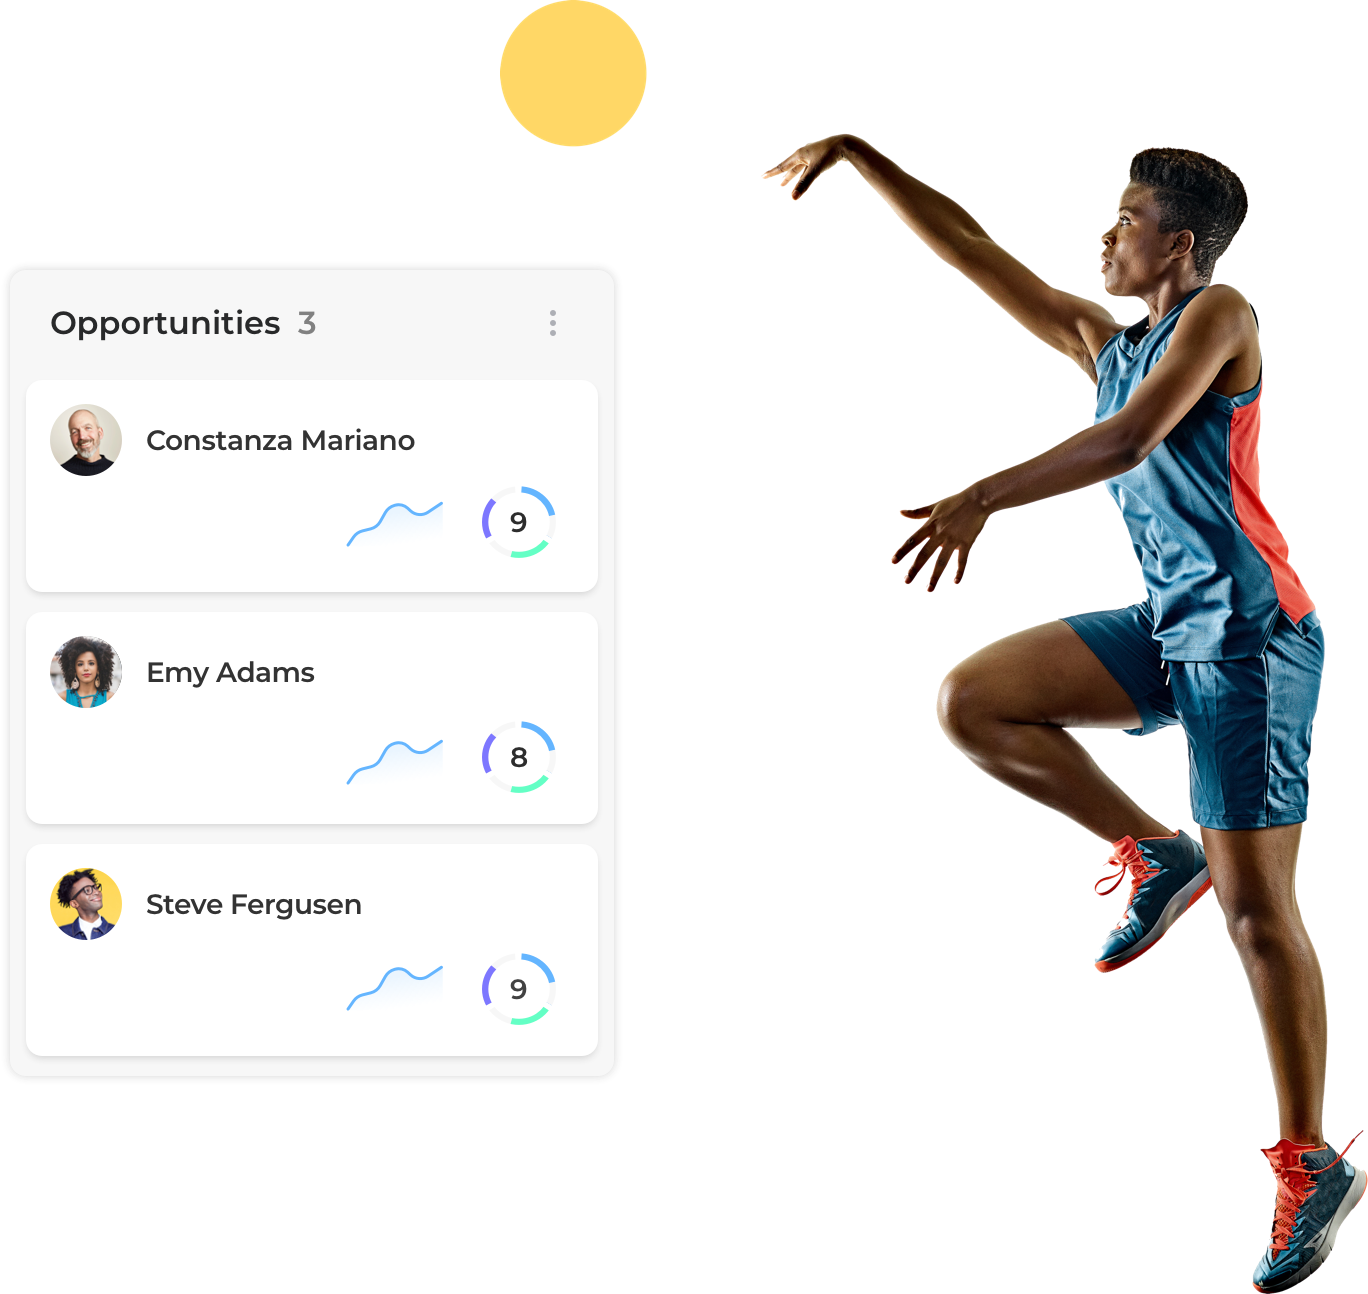 Opportunities 3
Constanza Mariano
9
Emy Adams
8
Steve Fergusen
9